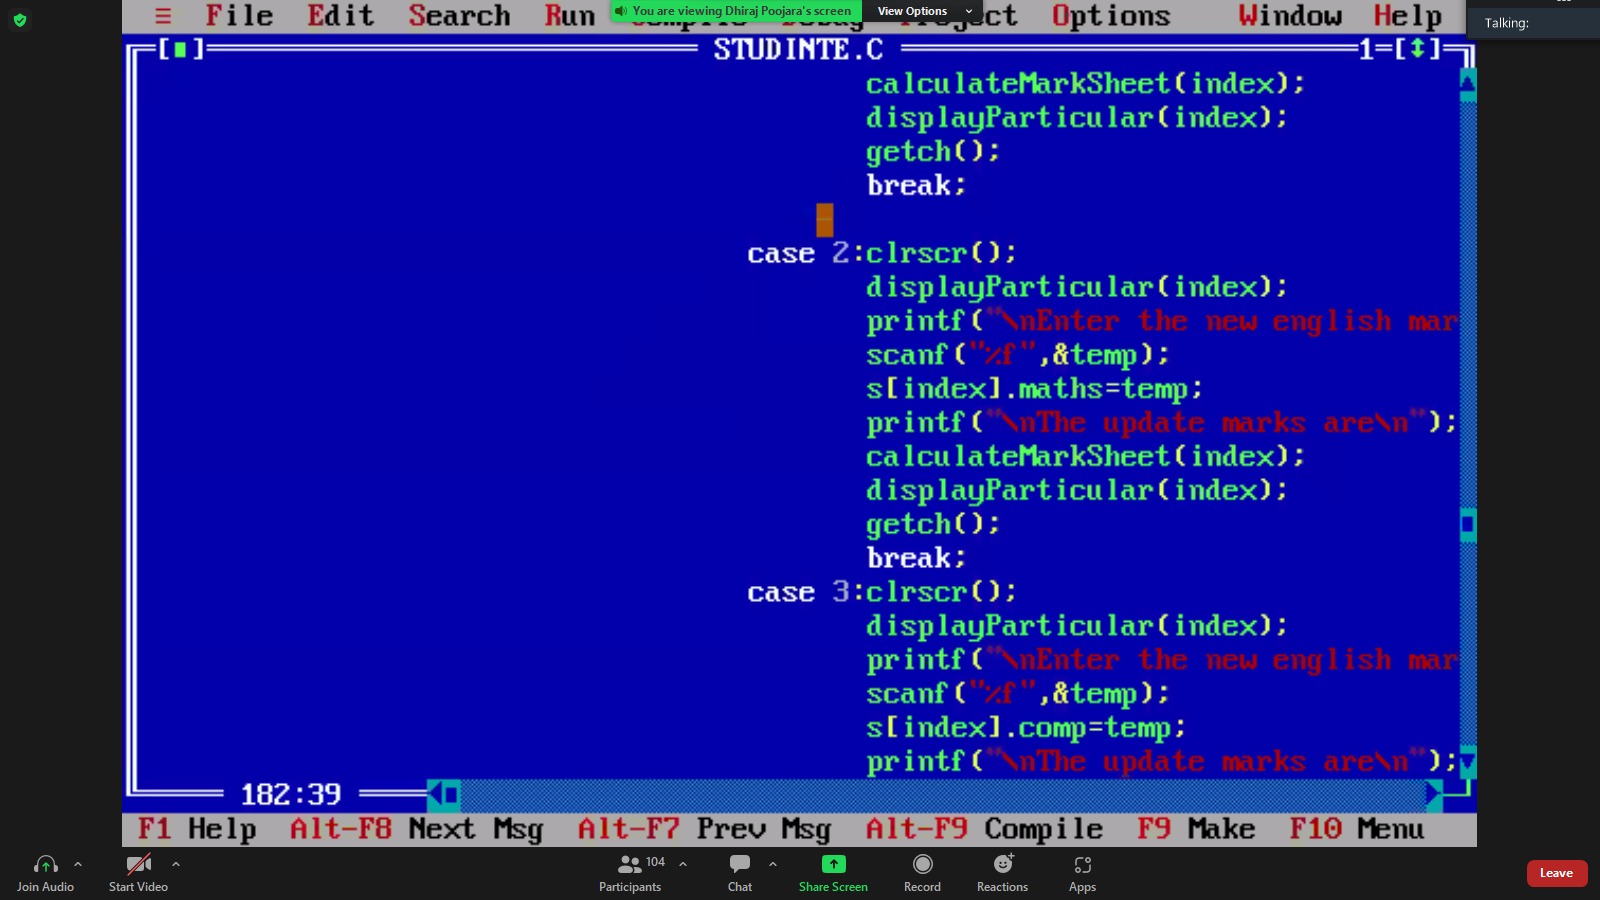 ≡ File Edit Search Run Compile Debug Project Options Window Help
You are viewing Dhiraj Poojara's screen
View Options
Talking:
[■] STUDINTE.C 1=[↕]
calculateMarkSheet(index);
displayParticular(index);
getch();
break;
case 2:clrscr();
displayParticular(index);
printf("\nEnter the new english mar
scanf("%f",&temp);
s[index].maths=temp;
printf("\nThe update marks are\n");
calculateMarkSheet(index);
displayParticular(index);
getch();
break;
case 3:clrscr();
displayParticular(index);
printf("\nEnter the new english mar
scanf("%f",&temp);
s[index].comp=temp;
printf("\nThe update marks are\n");
182:39
F1 Help Alt-F8 Next Msg Alt-F7 Prev Msg Alt-F9 Compile F9 Make F10 Menu
Join Audio Start Video Participants 104 Chat Share Screen Record Reactions Apps Leave